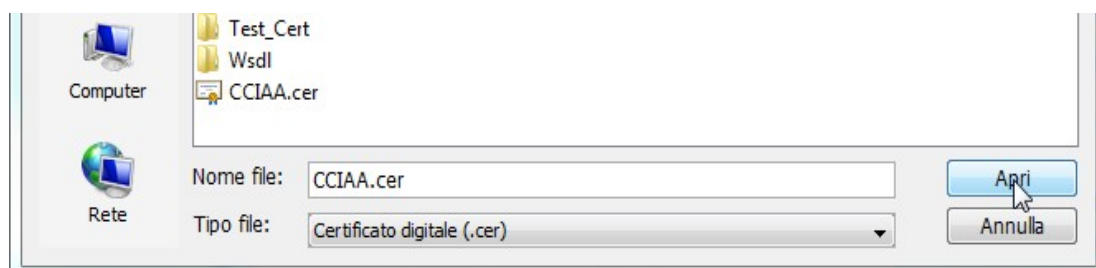 Test_Cert
Wsdl
Computer
CCIAA.cer
Nome file:
CCIAA.cer
Apri
Rete
Tipo file:
Certificato digitale (.cer)
Annulla